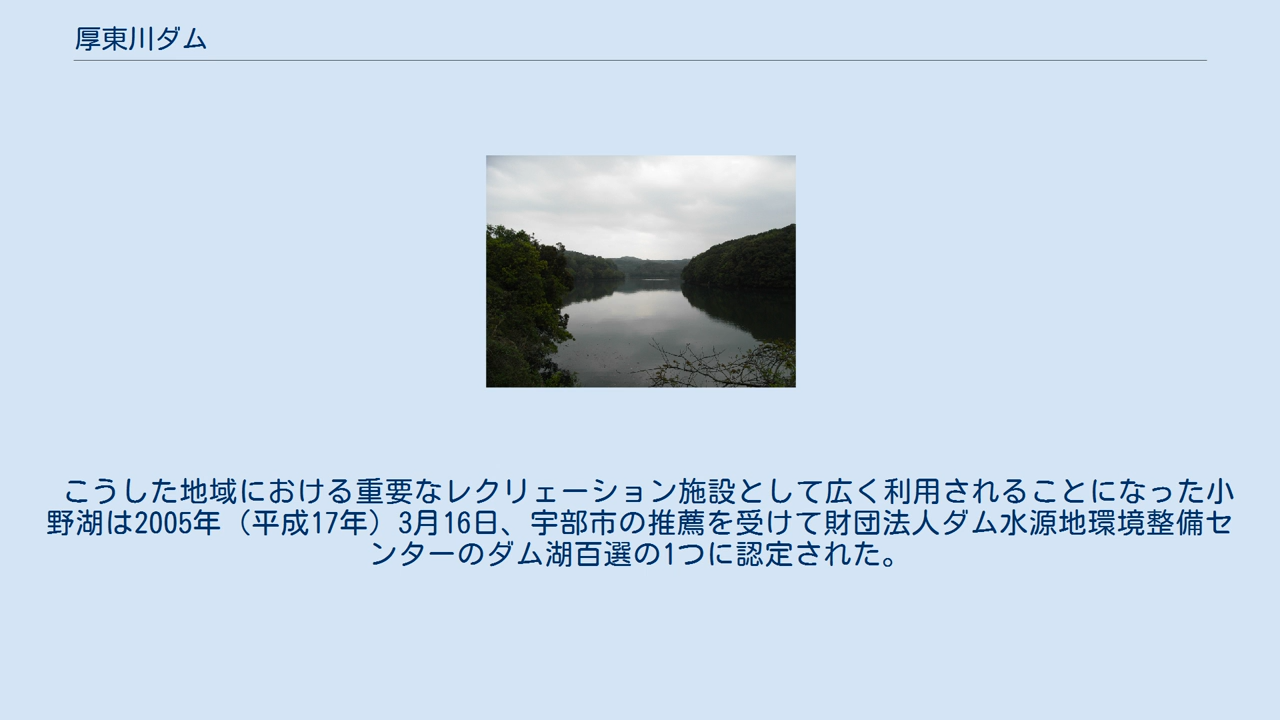 厚東川ダム
こうした地域における重要なレクリェーション施設として広く利用されることになった小
野湖は2005年（平成17年）3月16日、宇部市の推薦を受けて財団法人ダム水源地環境整備セ
ンターのダム湖百選の1つに認定された。